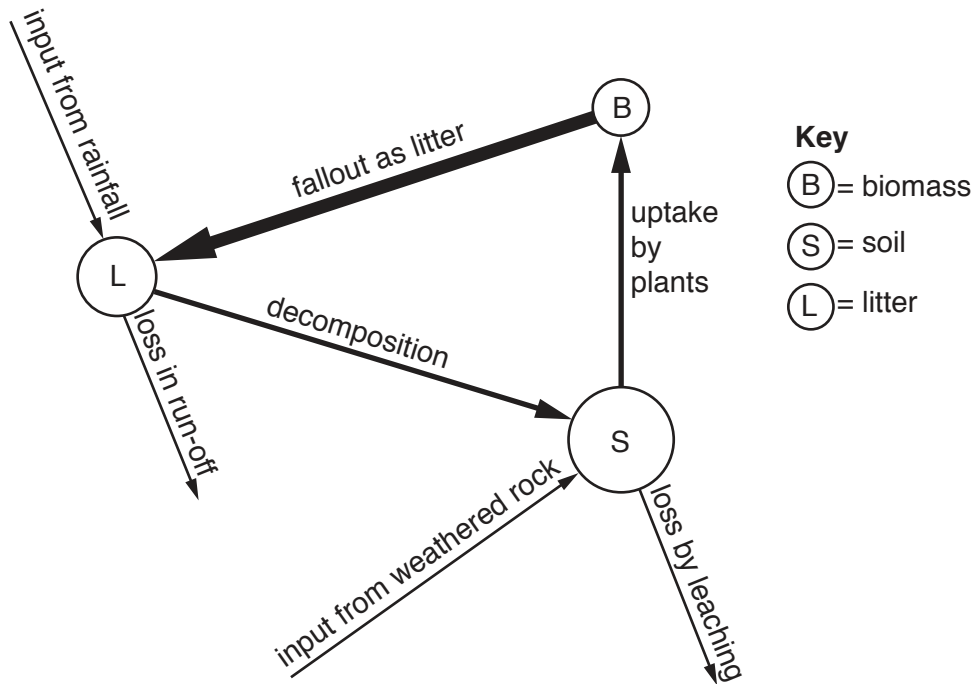 input from rainfall
B
fallout as litter
Key
B = biomass
uptake
by
plants
S = soil
L
decomposition
L = litter
loss in run-off
S
input from weathered rock
loss by leaching